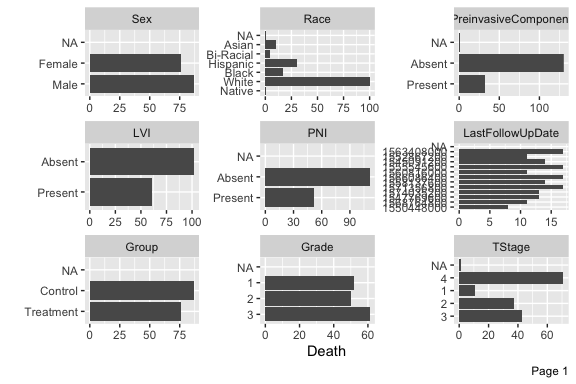 Sex
NA
Female
Male
0 25 50 75
Race
NA
Asian
Bi-Racial
Hispanic
Black
White
Native
0 25 50 75 100
PreinvasiveComponen
NA
Absent
Present
0 50 100
LVI
Absent
Present
0 25 50 75 100
PNI
NA
Absent
Present
0 30 60 90
LastFollowUpDate
NA
1563408000
1550448000
0 5 10 15
Group
NA
Control
Treatment
0 25 50 75
Grade
NA
1
2
3
0 20 40 60
TStage
NA
4
1
2
3
0 20 40 60
Death
Page 1